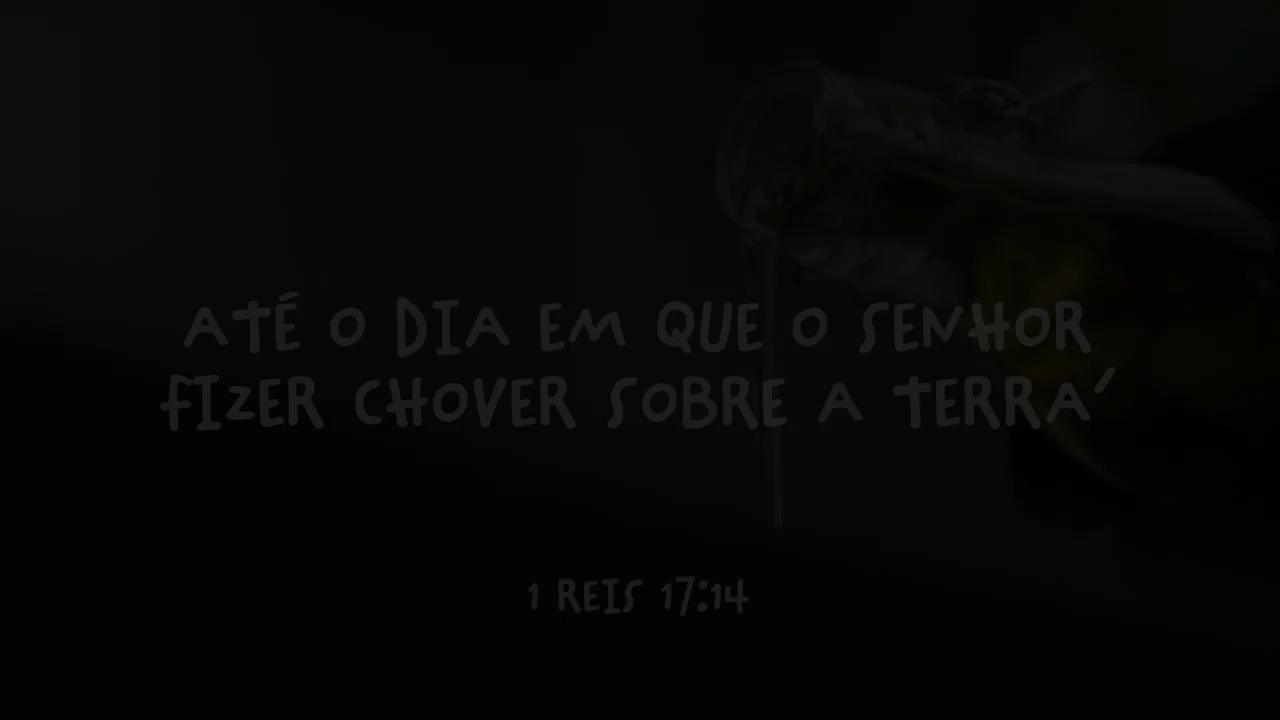 ATÉ O DIA EM QUE O SENHOR
FIZER CHOVER SOBRE A TERRA´
1 REIS 17:14